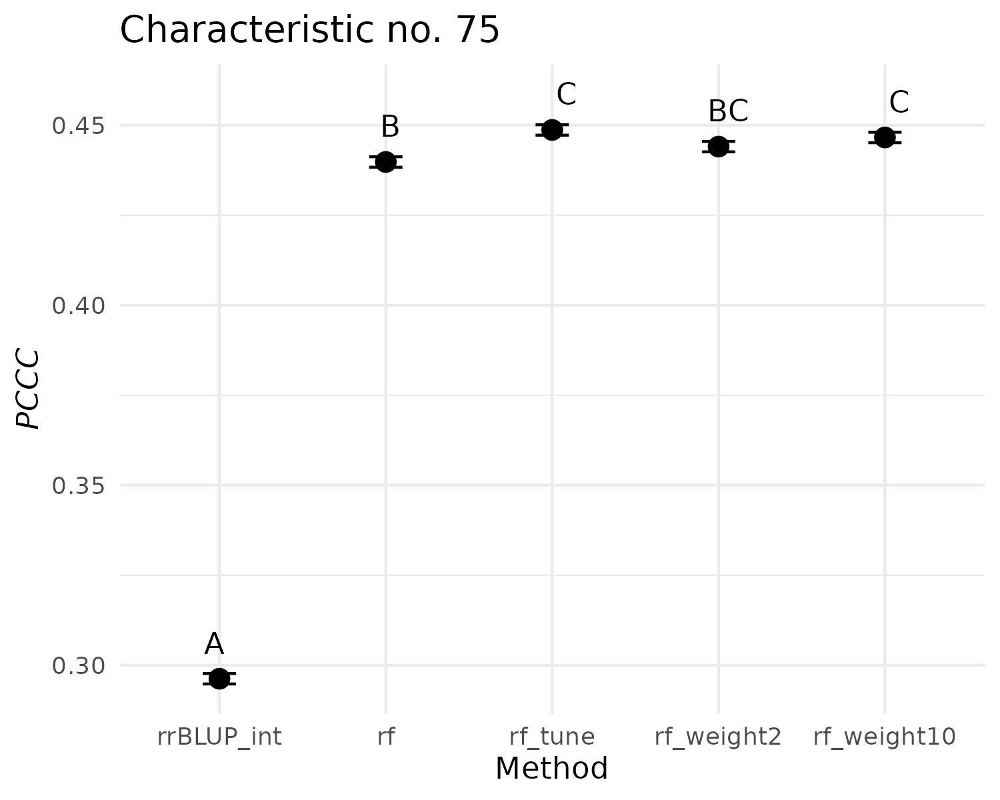 Characteristic no. 75
PCCC
0.45
0.40
0.35
0.30
A
B
C
BC
C
rrBLUP_int
rf
rf_tune
rf_weight2
rf_weight10
Method